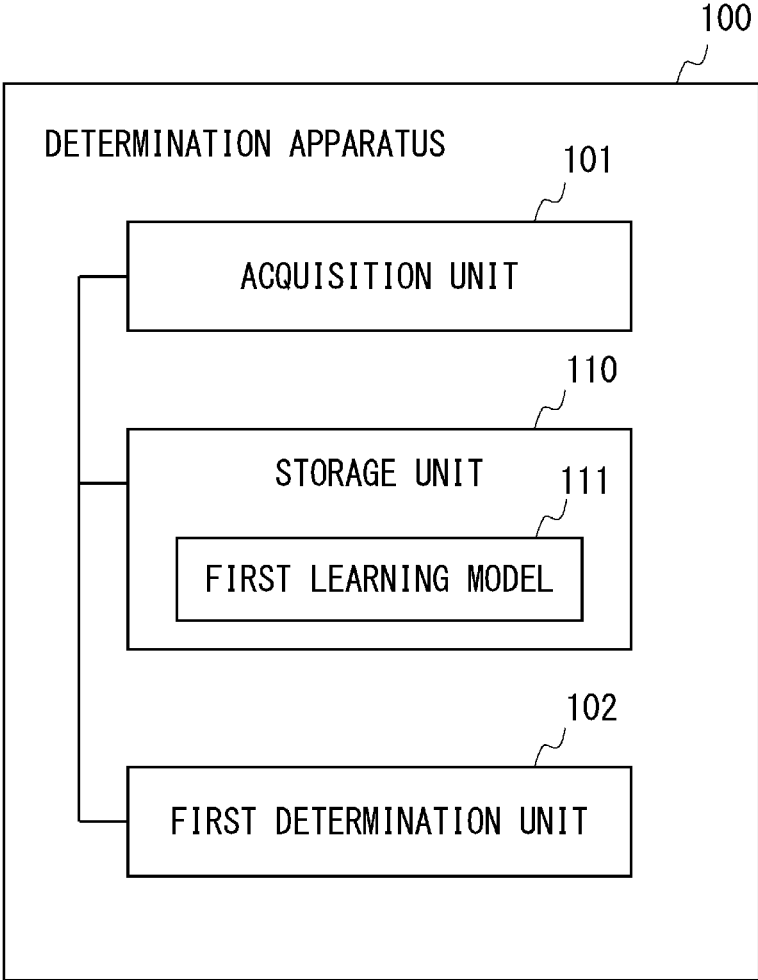 100
DETERMINATION APPARATUS
101
ACQUISITION UNIT
110
STORAGE UNIT
111
FIRST LEARNING MODEL
102
FIRST DETERMINATION UNIT